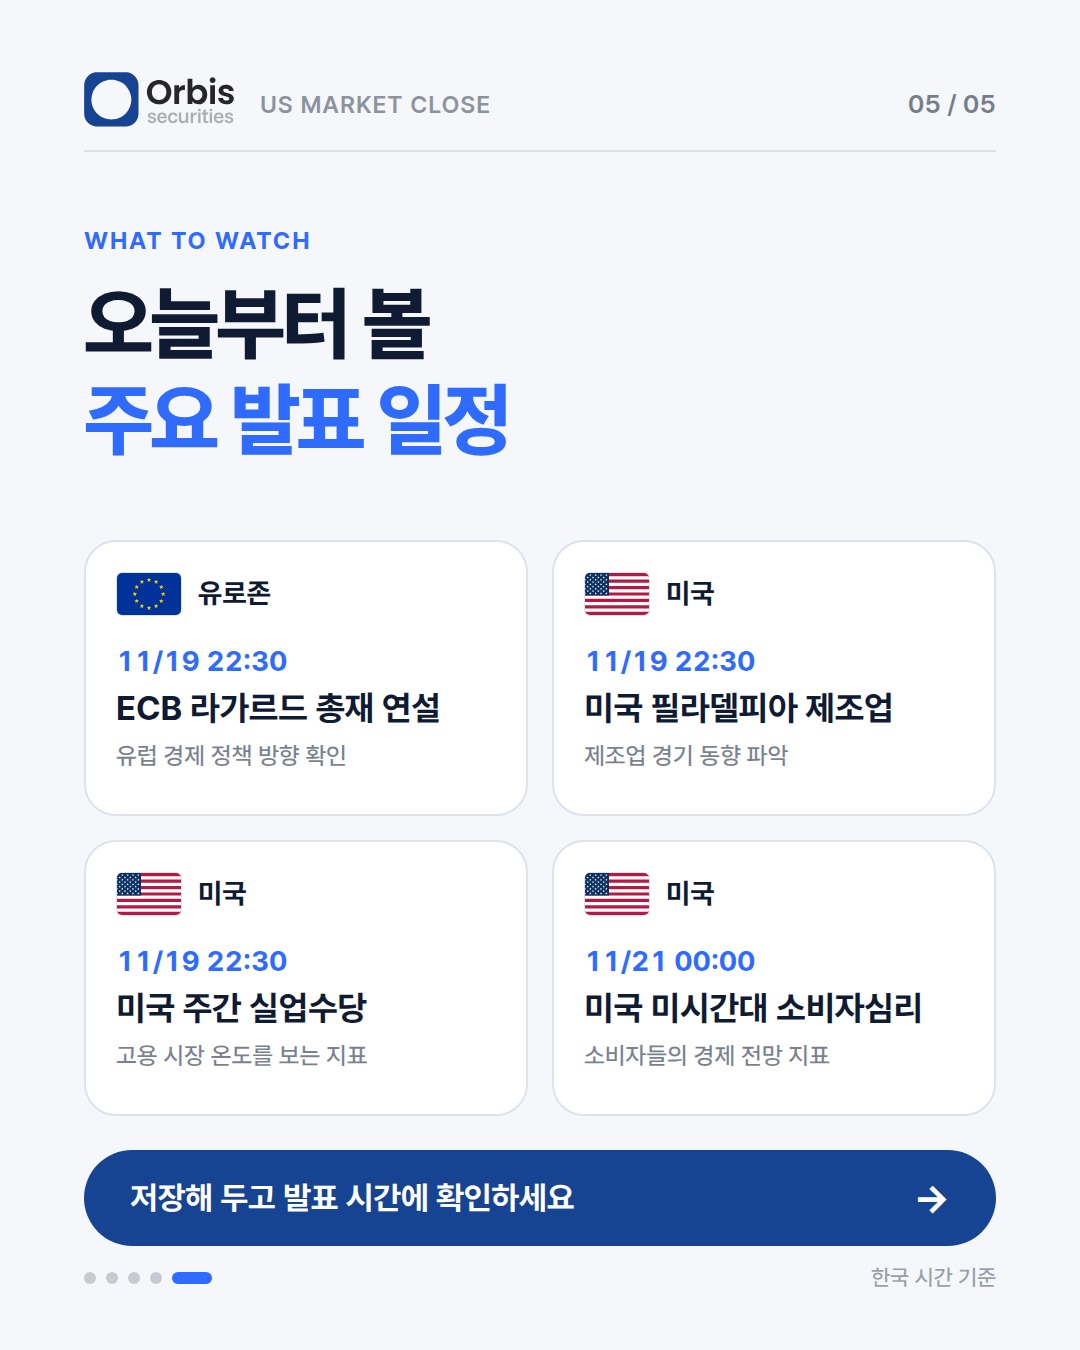 Orbis
securities
US MARKET CLOSE
05 / 05
WHAT TO WATCH
오늘부터 볼
주요 발표 일정
유로존
11/19 22:30
ECB 라가르드 총재 연설
유럽 경제 정책 방향 확인
미국
11/19 22:30
미국 필라델피아 제조업
제조업 경기 동향 파악
미국
11/19 22:30
미국 주간 실업수당
고용 시장 온도를 보는 지표
미국
11/21 00:00
미국 미시간대 소비자심리
소비자들의 경제 전망 지표
저장해 두고 발표 시간에 확인하세요
한국 시간 기준